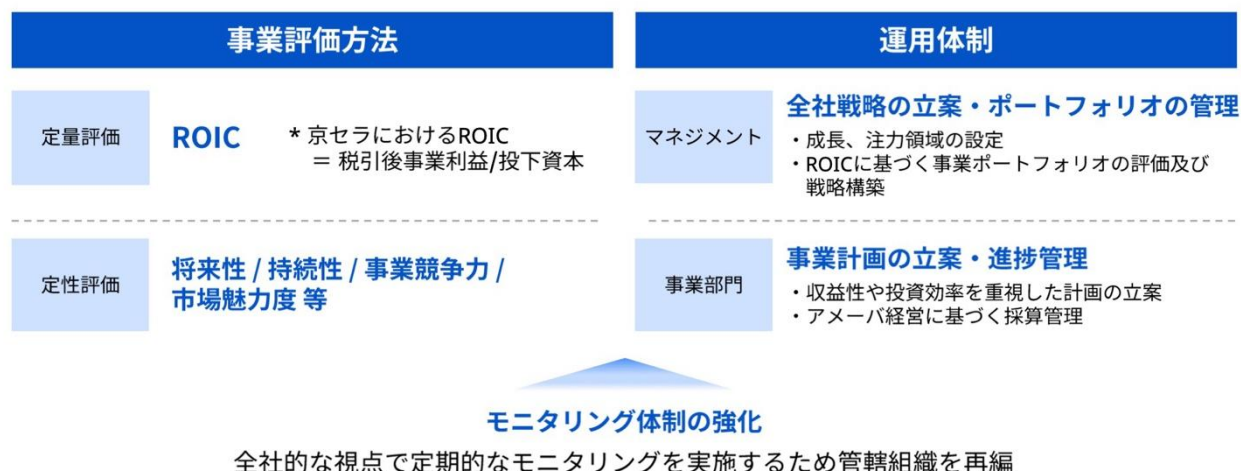 事業評価方法
定量評価
ROIC
* 京セラにおけるROIC
= 税引後事業利益/投下資本
定性評価
将来性 / 持続性 / 事業競争力 /
市場魅力度 等
運用体制
マネジメント
全社戦略の立案・ポートフォリオの管理
・成長、注力領域の設定
・ROICに基づく事業ポートフォリオの評価及び
戦略構築
事業部門
事業計画の立案・進捗管理
・収益性や投資効率を重視した計画の立案
・アメーバ経営に基づく採算管理
モニタリング体制の強化
全社的な視点で定期的なモニタリングを実施するため管轄組織を再編